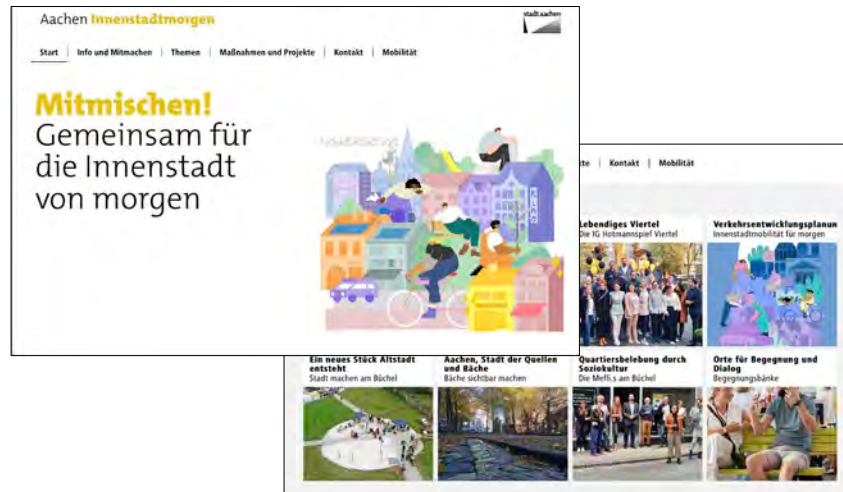 Aachen Innenstadtmorgen
stadt aachen
Start | Info und Mitmachen | Themen | Maßnahmen und Projekte | Kontakt | Mobilität
Mitmischen!
Gemeinsam für
die Innenstadt
von morgen
kte | Kontakt | Mobilität
Lebendiges Viertel
Die IG Hotmannspief Viertel
Verkehrsentwicklungsplanun
Innenstadtmobilität für morgen
Ein neues Stück Altstadt
entsteht
Stadt machen am Büchel
Aachen, Stadt der Quellen
und Bäche
Bäche sichtbar machen
Quartiersbelebung durch
Soziokultur
Die Meffi.s am Büchel
Orte für Begegnung und
Dialog
Begegnungsbänke